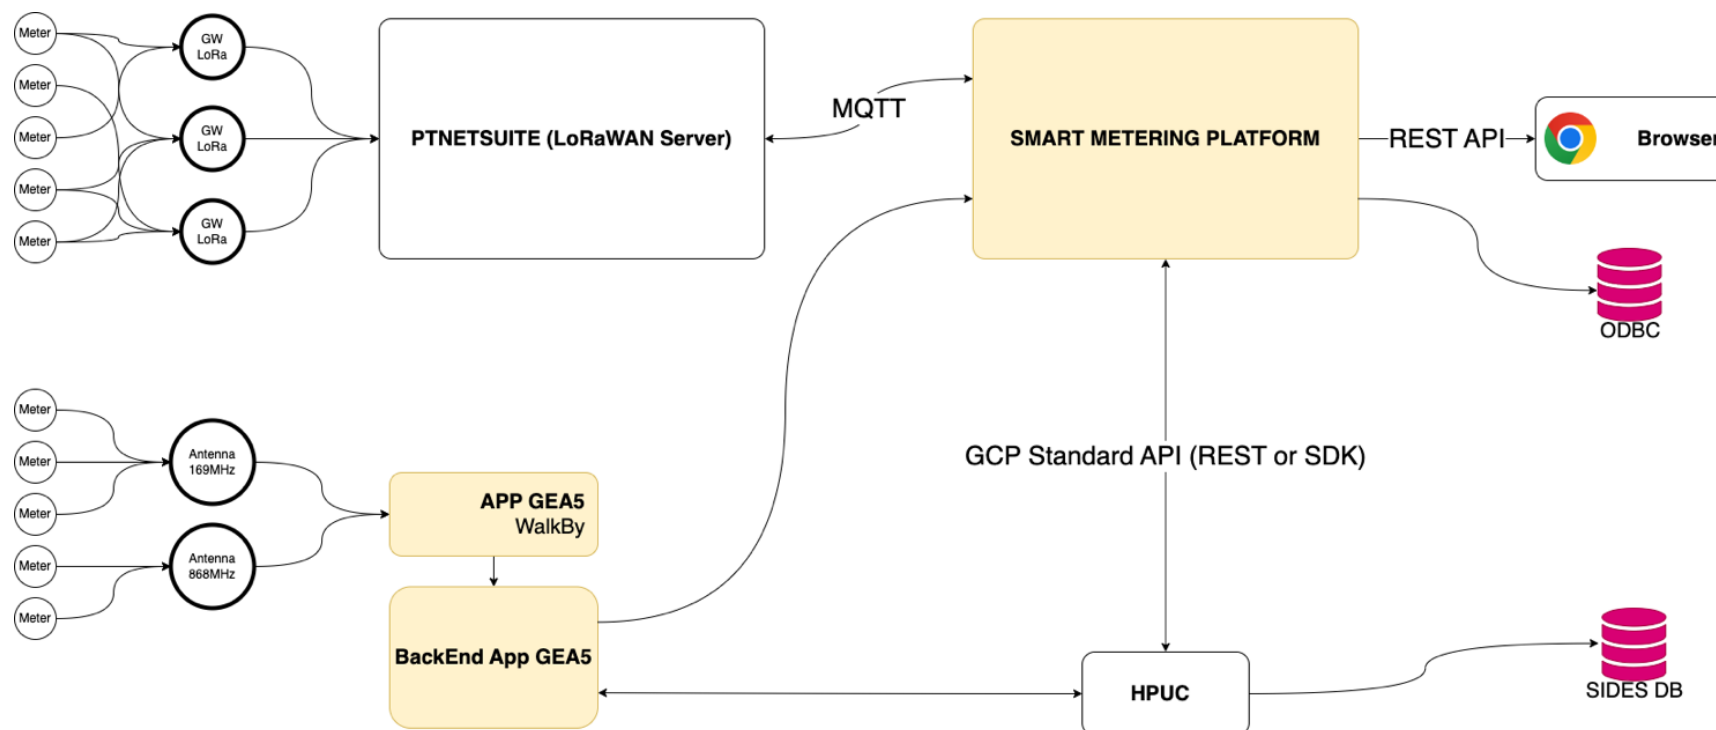 Meter
Meter
Meter
Meter
Meter
GW
LoRa
GW
LoRa
GW
LoRa
PTNETSUITE (LoRaWAN Server)
MQTT
SMART METERING PLATFORM
REST API
Browser
ODBC
Meter
Meter
Meter
Meter
Meter
Antenna
169MHz
Antenna
868MHz
APP GEA5
WalkBy
BackEnd App GEA5
GCP Standard API (REST or SDK)
HPUC
SIDES DB